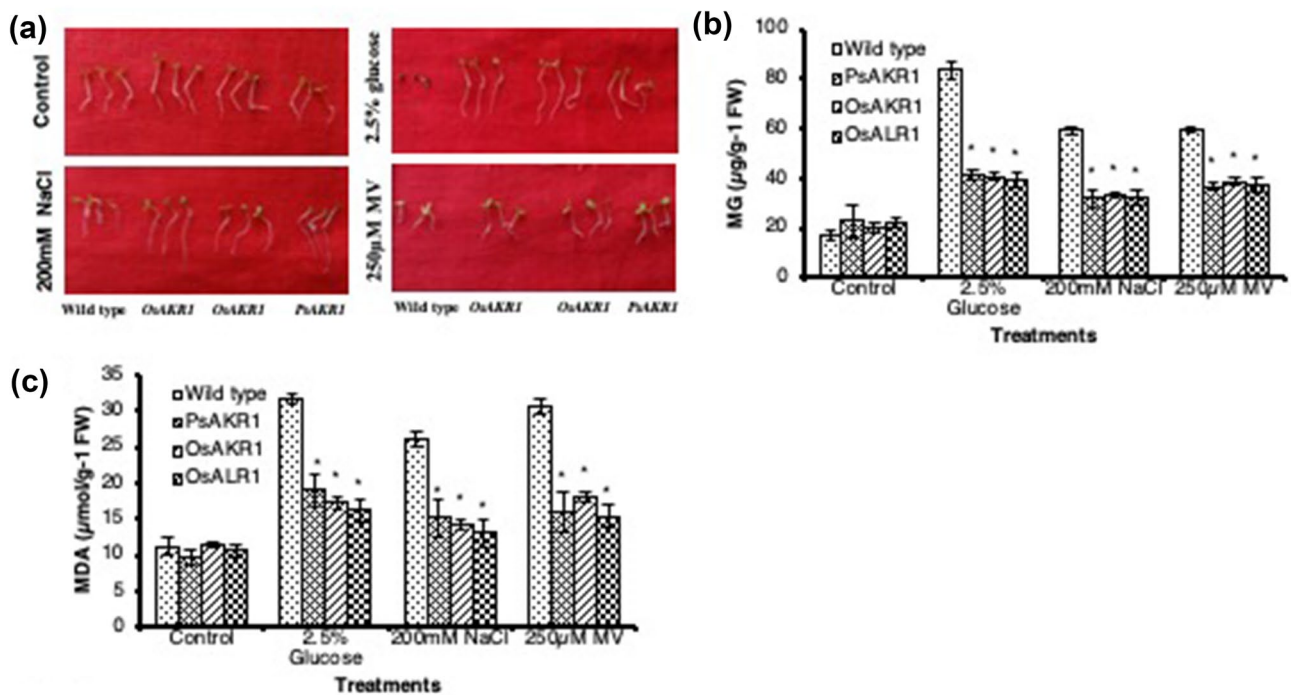 (a)
Control
2.5% glucose
200mM NaCl
250µM MV
Wild type OsAKR1 OsAKR1 PsAKR1
Wild type OsAKR1 OsAKR1 PsAKR1
(b)
MG (µg/g-1 FW)
100
80
60
40
20
0
Wild type
PsAKR1
OsAKR1
OsALR1
* * *
* * *
* * *
Control 2.5% 200mM NaCl 250µM MV
Glucose
Treatments
(c)
MDA (µmol/g-1 FW)
35
30
25
20
15
10
5
0
Wild type
PsAKR1
OsAKR1
OsALR1
* * *
* * *
* * *
Control 2.5% 200mM NaCl 250µM MV
Glucose
Treatments